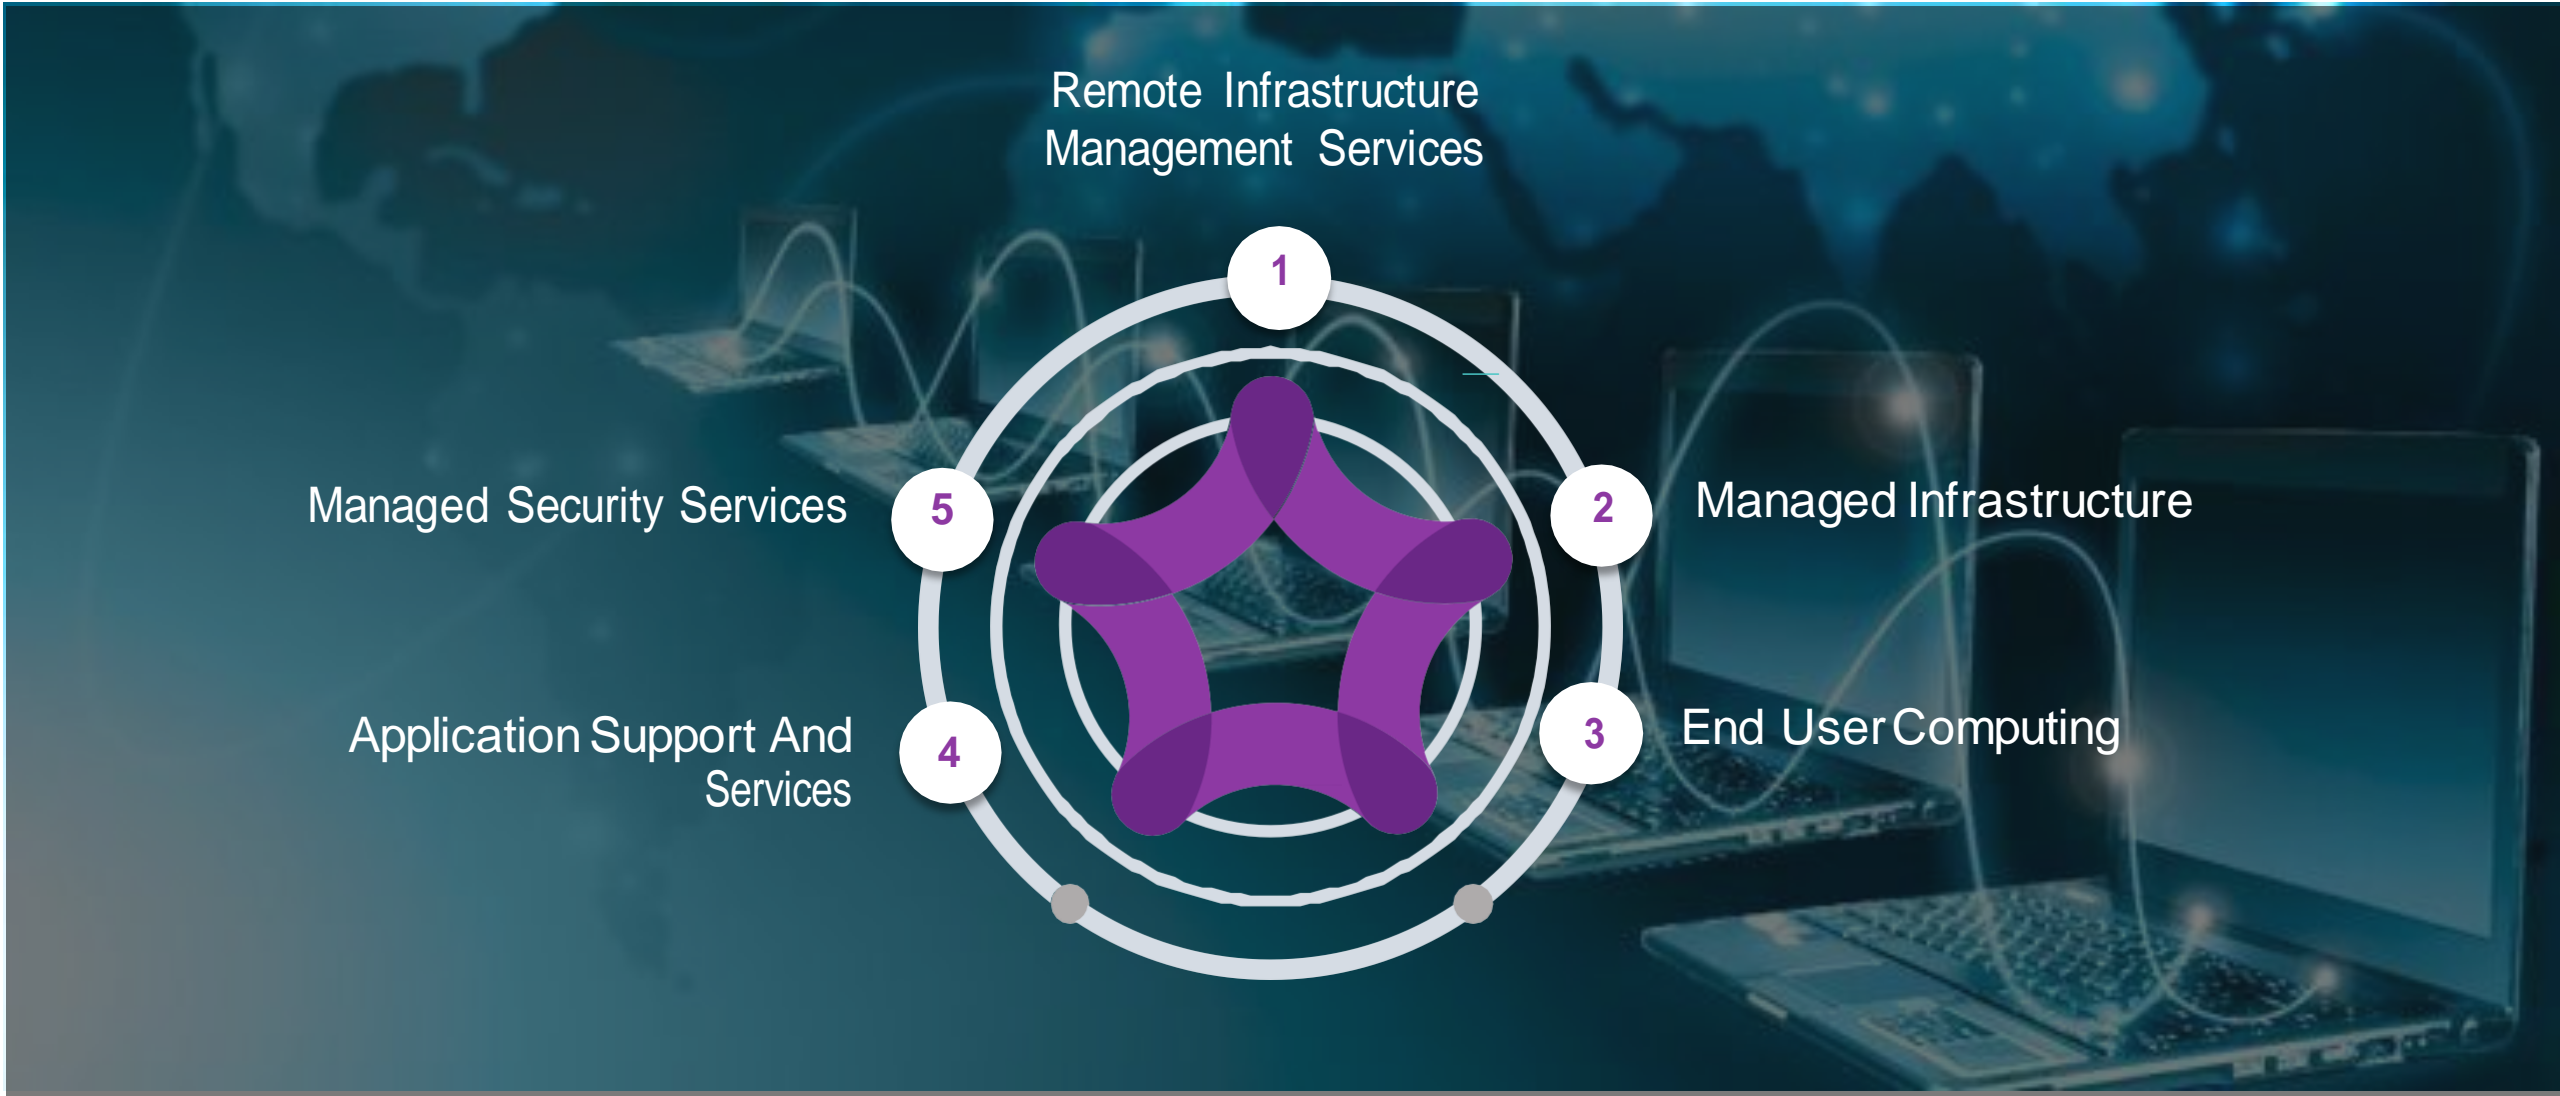 Remote Infrastructure
Management Services
1
2
Managed Infrastructure
3
End User Computing
4
Application Support And
Services
5
Managed Security Services